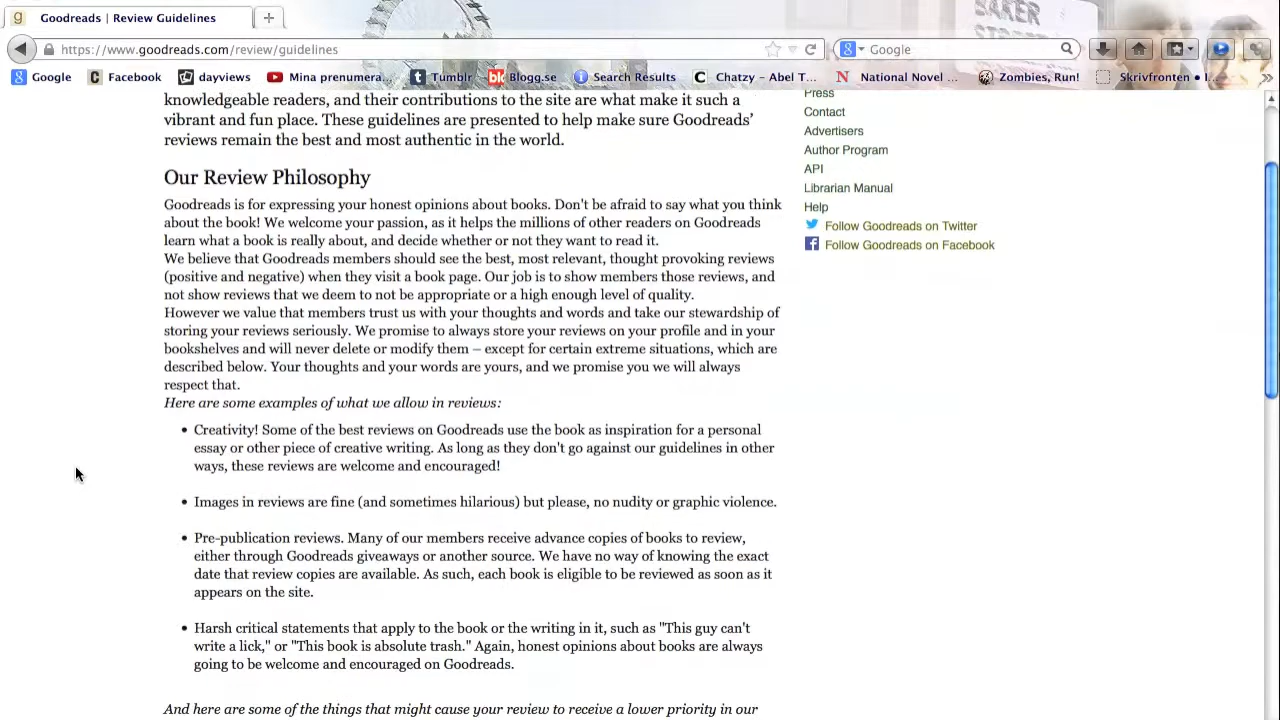 Goodreads | Review Guidelines
https://www.goodreads.com/review/guidelines
Google
Google
Facebook
dayviews
Mina prenumera...
Tumblr
Blogg.se
Search Results
Chatzy – Abel T...
National Novel ...
Zombies, Run!
Skrivfronten • I...
BAKER
knowledgeable readers, and their contributions to the site are what make it such a
vibrant and fun place. These guidelines are presented to help make sure Goodreads’
reviews remain the best and most authentic in the world.
Our Review Philosophy
Goodreads is for expressing your honest opinions about books. Don't be afraid to say what you think
about the book! We welcome your passion, as it helps the millions of other readers on Goodreads
learn what a book is really about, and decide whether or not they want to read it.
We believe that Goodreads members should see the best, most relevant, thought provoking reviews
(positive and negative) when they visit a book page. Our job is to show members those reviews, and
not show reviews that we deem to not be appropriate or a high enough level of quality.
However we value that members trust us with your thoughts and words and take our stewardship of
storing your reviews seriously. We promise to always store your reviews on your profile and in your
bookshelves and will never delete or modify them – except for certain extreme situations, which are
described below. Your thoughts and your words are yours, and we promise you we will always
respect that.
Here are some examples of what we allow in reviews:
• Creativity! Some of the best reviews on Goodreads use the book as inspiration for a personal
essay or other piece of creative writing. As long as they don't go against our guidelines in other
ways, these reviews are welcome and encouraged!
• Images in reviews are fine (and sometimes hilarious) but please, no nudity or graphic violence.
• Pre-publication reviews. Many of our members receive advance copies of books to review,
either through Goodreads giveaways or another source. We have no way of knowing the exact
date that review copies are available. As such, each book is eligible to be reviewed as soon as it
appears on the site.
• Harsh critical statements that apply to the book or the writing in it, such as "This guy can't
write a lick," or "This book is absolute trash." Again, honest opinions about books are always
going to be welcome and encouraged on Goodreads.
And here are some of the things that might cause your review to receive a lower priority in our
Press
Contact
Advertisers
Author Program
API
Librarian Manual
Help
Follow Goodreads on Twitter
Follow Goodreads on Facebook